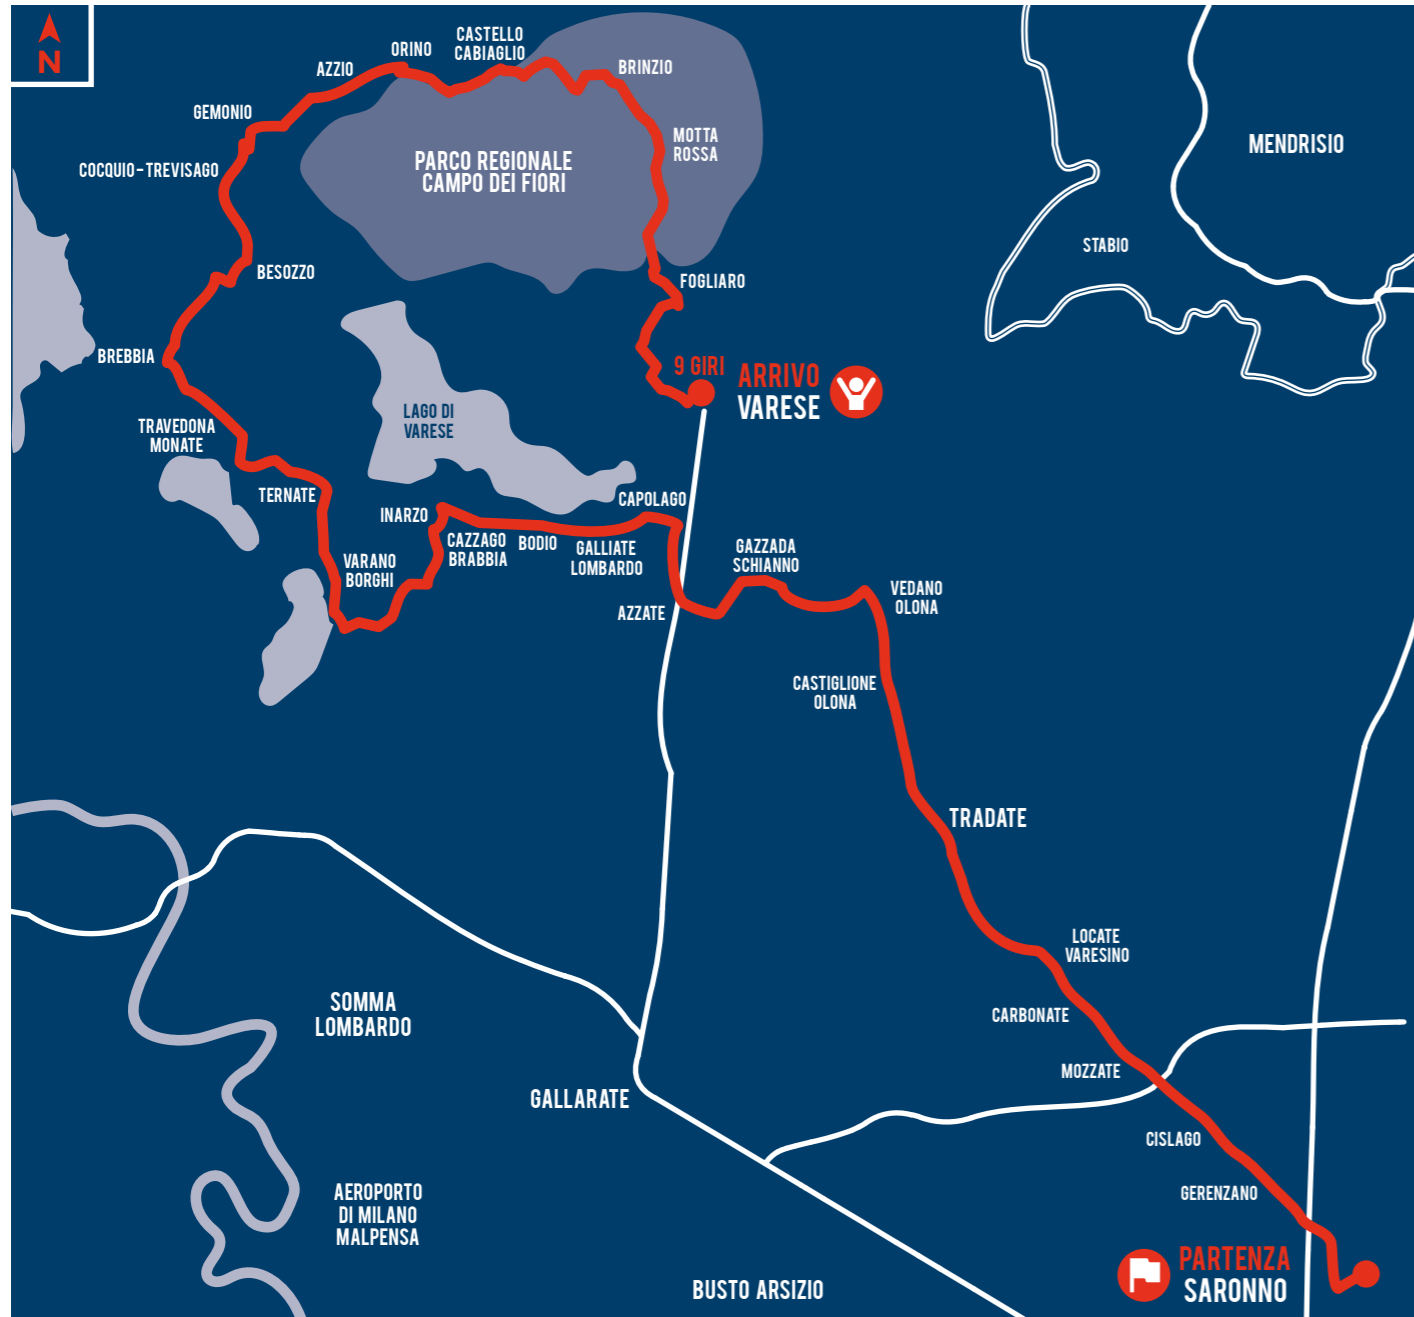 N
CASTELLO
CABIAGLIO
ORINO
AZZIO
BRINZIO
GEMONIO
MOTTA
ROSSA
MENDRISIO
COCQUIO-TREVISAGO
PARCO REGIONALE
CAMPO DEI FIORI
STABIO
BESOZZO
FOGLIARO
BREBBIA
9 GIRI
ARRIVO
VARESE
LAGO DI
VARESE
TRAVEDONA
MONATE
TERNATE
INARZO
CAPOLAGO
CAZZAGO
BRABBIA
BODIO
GALLIATE
LOMBARDO
GAZZADA
SCHIANNO
VARANO
BORGHI
VEDANO
OLONA
AZZATE
CASTIGLIONE
OLONA
TRADATE
LOCATE
VARESINO
SOMMA
LOMBARDO
CARBONATE
MOZZATE
GALLARATE
CISLAGO
GERENZANO
AEROPORTO
DI MILANO
MALPENSA
PARTENZA
SARONNO
BUSTO ARSIZIO